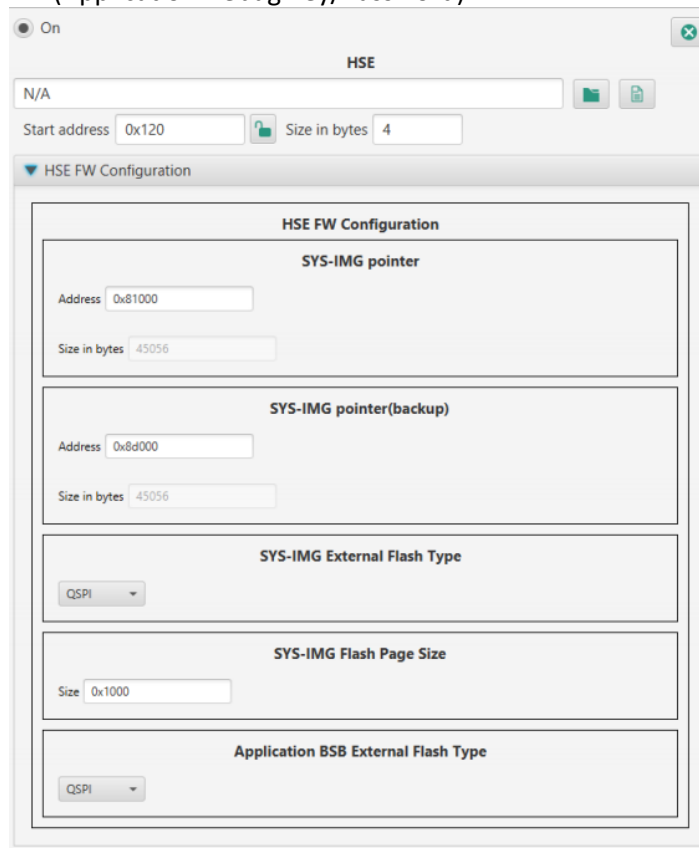 On
HSE
N/A
Start address 0x120 Size in bytes 4
HSE FW Configuration
HSE FW Configuration
SYS-IMG pointer
Address 0x81000
Size in bytes 45056
SYS-IMG pointer(backup)
Address 0x8d000
Size in bytes 45056
SYS-IMG External Flash Type
QSPI
SYS-IMG Flash Page Size
Size 0x1000
Application BSB External Flash Type
QSPI